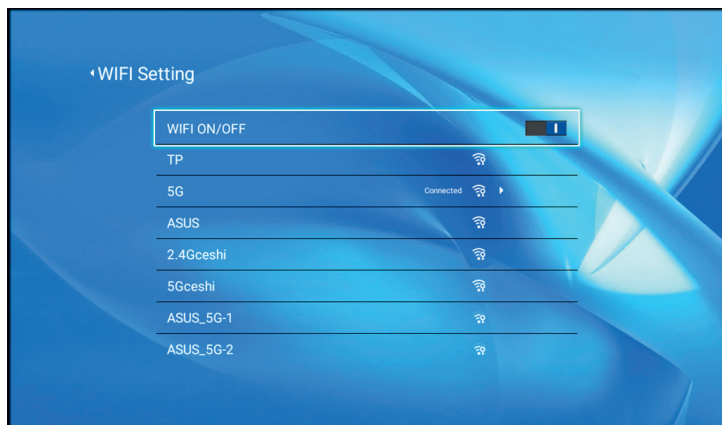 WIFI Setting
WIFI ON/OFF
TP
5G Connected
ASUS
2.4Gceshi
5Gceshi
ASUS_5G-1
ASUS_5G-2